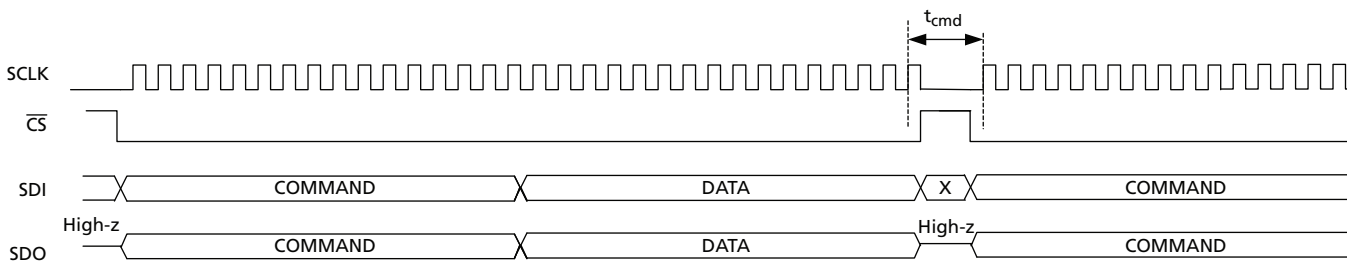 tcmd
SCLK
CS
SDI COMMAND DATA X COMMAND
High-z High-z
SDO COMMAND DATA COMMAND